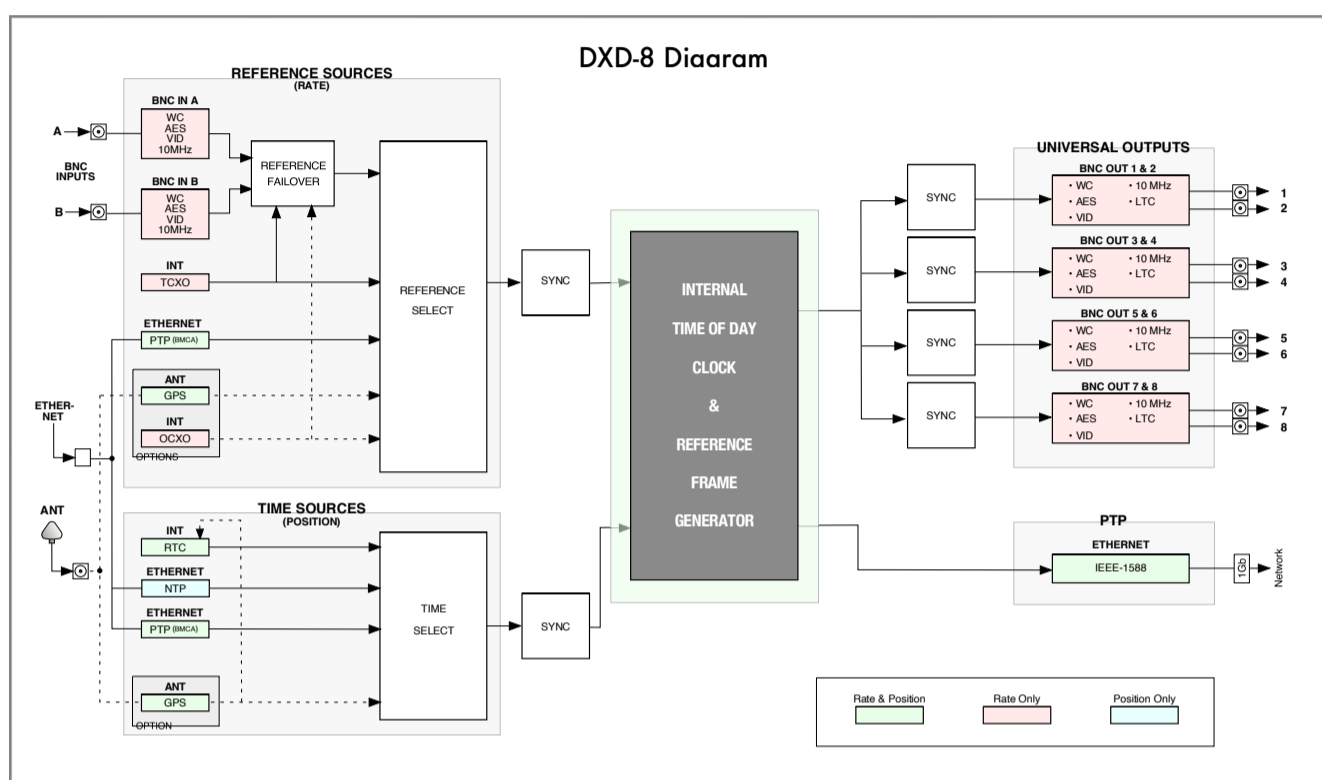 DXD-8 Diagram
REFERENCE SOURCES
(RATE)
BNC IN A
WC
AES
VID
10MHz
A
BNC
INPUTS
BNC IN B
WC
AES
VID
10MHz
B
REFERENCE
FAILOVER
INT
TCXO
ETHERNET
PTP (BMCA)
ANT
GPS
INT
OCXO
OPTIONS
REFERENCE
SELECT
SYNC
ETHER-
NET
ANT
TIME SOURCES
(POSITION)
INT
RTC
ETHERNET
NTP
ETHERNET
PTP (BMCA)
ANT
GPS
OPTION
TIME
SELECT
SYNC
INTERNAL
TIME OF DAY
CLOCK
&
REFERENCE
FRAME
GENERATOR
SYNC
SYNC
SYNC
SYNC
UNIVERSAL OUTPUTS
BNC OUT 1 & 2
• WC • 10 MHz
• AES • LTC
• VID
1
2
BNC OUT 3 & 4
• WC • 10 MHz
• AES • LTC
• VID
3
4
BNC OUT 5 & 6
• WC • 10 MHz
• AES • LTC
• VID
5
6
BNC OUT 7 & 8
• WC • 10 MHz
• AES • LTC
• VID
7
8
PTP
ETHERNET
IEEE-1588
1Gb
Network
Rate & Position
Rate Only
Position Only